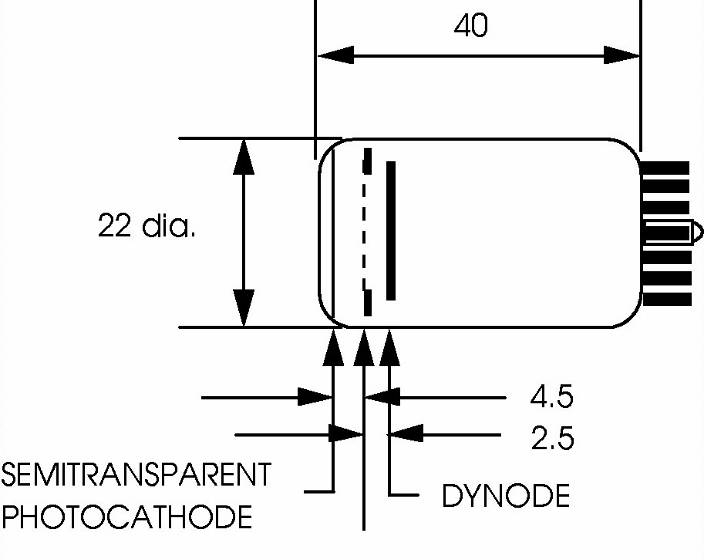 40
22 dia.
4.5
2.5
SEMITRANSPARENT
PHOTOCATHODE
DYNODE